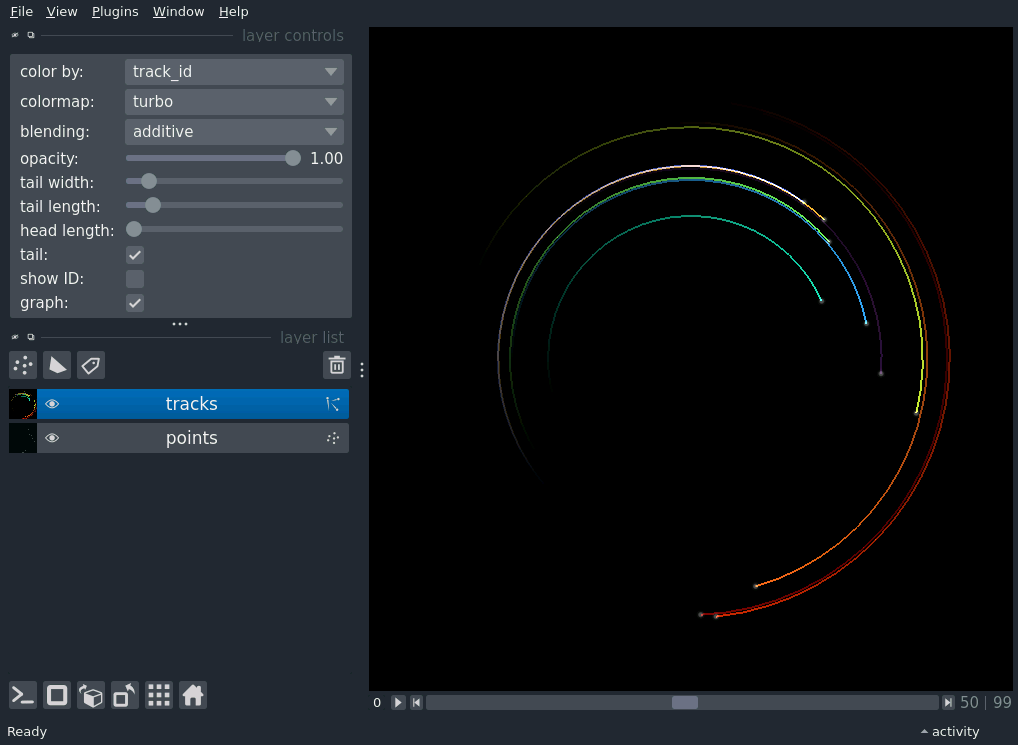 File View Plugins Window Help
layer controls
color by: track_id
colormap: turbo
blending: additive
opacity: 1.00
tail width:
tail length:
head length:
tail:
show ID:
graph:
layer list
tracks
points
0 50 | 99
Ready activity